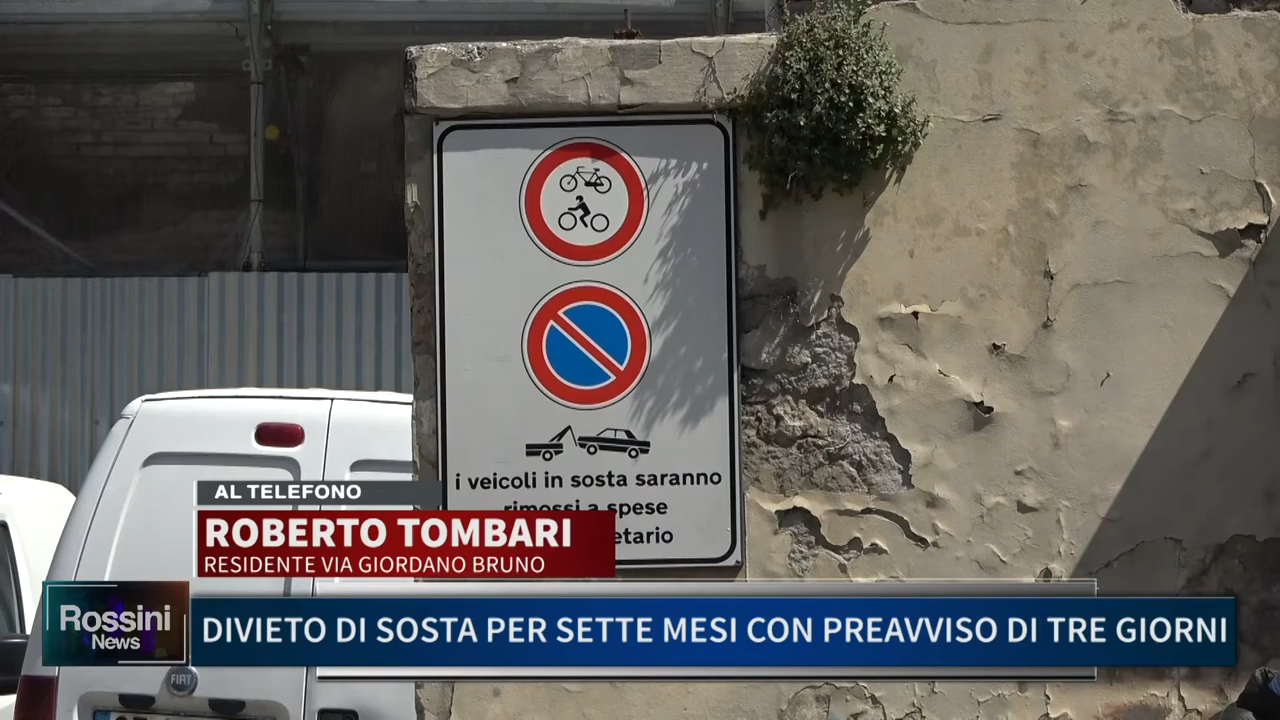 i veicoli in sosta saranno
rimossi a spese
etario
AL TELEFONO
ROBERTO TOMBARI
RESIDENTE VIA GIORDANO BRUNO
Rossini
News
DIVIETO DI SOSTA PER SETTE MESI CON PREAVVISO DI TRE GIORNI
FIAT